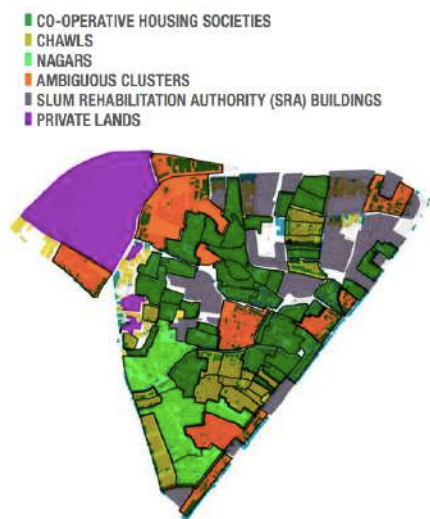 CO-OPERATIVE HOUSING SOCIETIES
CHAWLS
NAGARS
AMBIGUOUS CLUSTERS
SLUM REHABILITATION AUTHORITY (SRA) BUILDINGS
PRIVATE LANDS